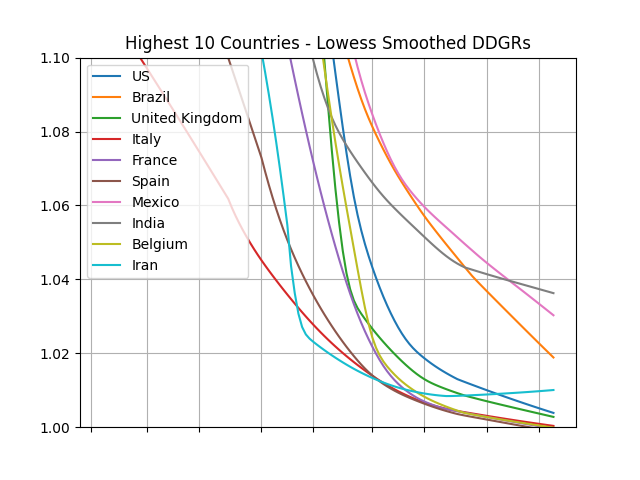 Highest 10 Countries - Lowess Smoothed DDGRs
1.10
1.08
1.06
1.04
1.02
1.00
US
Brazil
United Kingdom
Italy
France
Spain
Mexico
India
Belgium
Iran